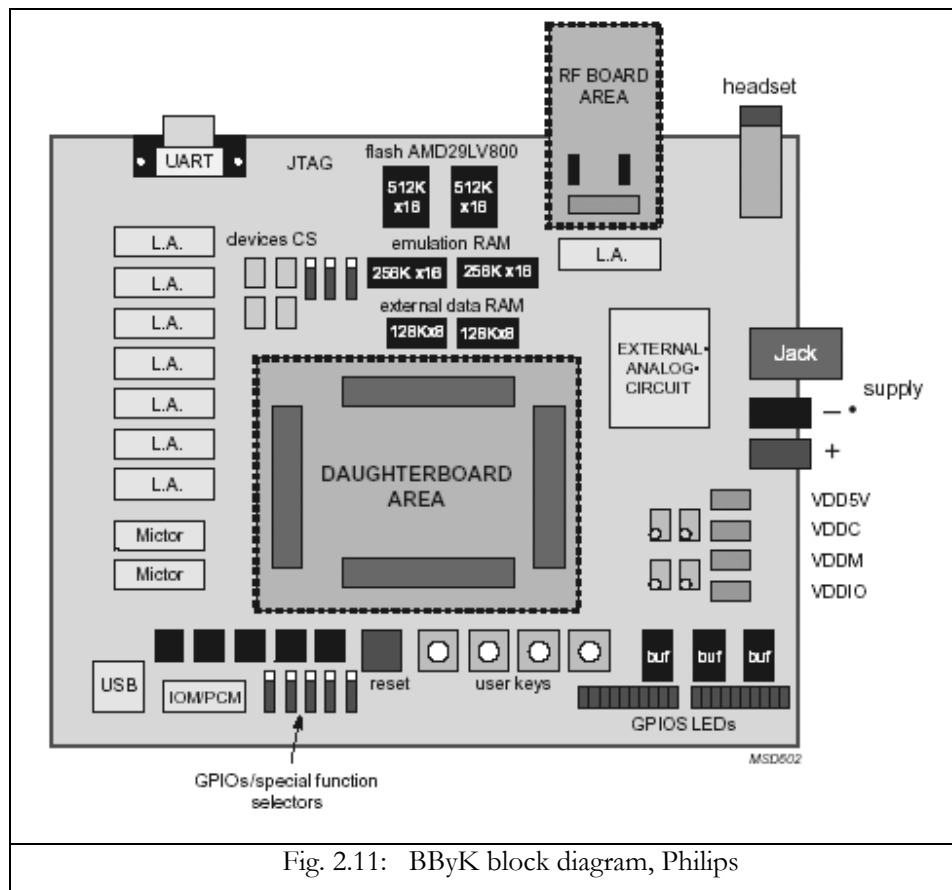 RF BOARD
AREA
headset
UART
JTAG
flash AMD29LV800
512K
x16
512K
x16
L.A.
devices CS
emulation RAM
L.A.
L.A.
256K x16
256K x16
external data RAM
L.A.
128Kx8
128Kx8
L.A.
EXTERNAL•
ANALOG•
CIRCUIT
Jack
L.A.
supply
– •
L.A.
+
L.A.
DAUGHTERBOARD
AREA
VDD5V
Mictor
VDDC
Mictor
VDDM
VDDIO
buf
buf
buf
USB
IOM/PCM
reset
user keys
GPIOS LEDs
MSD602
GPIOs/special function
selectors
Fig. 2.11: BByK block diagram, Philips